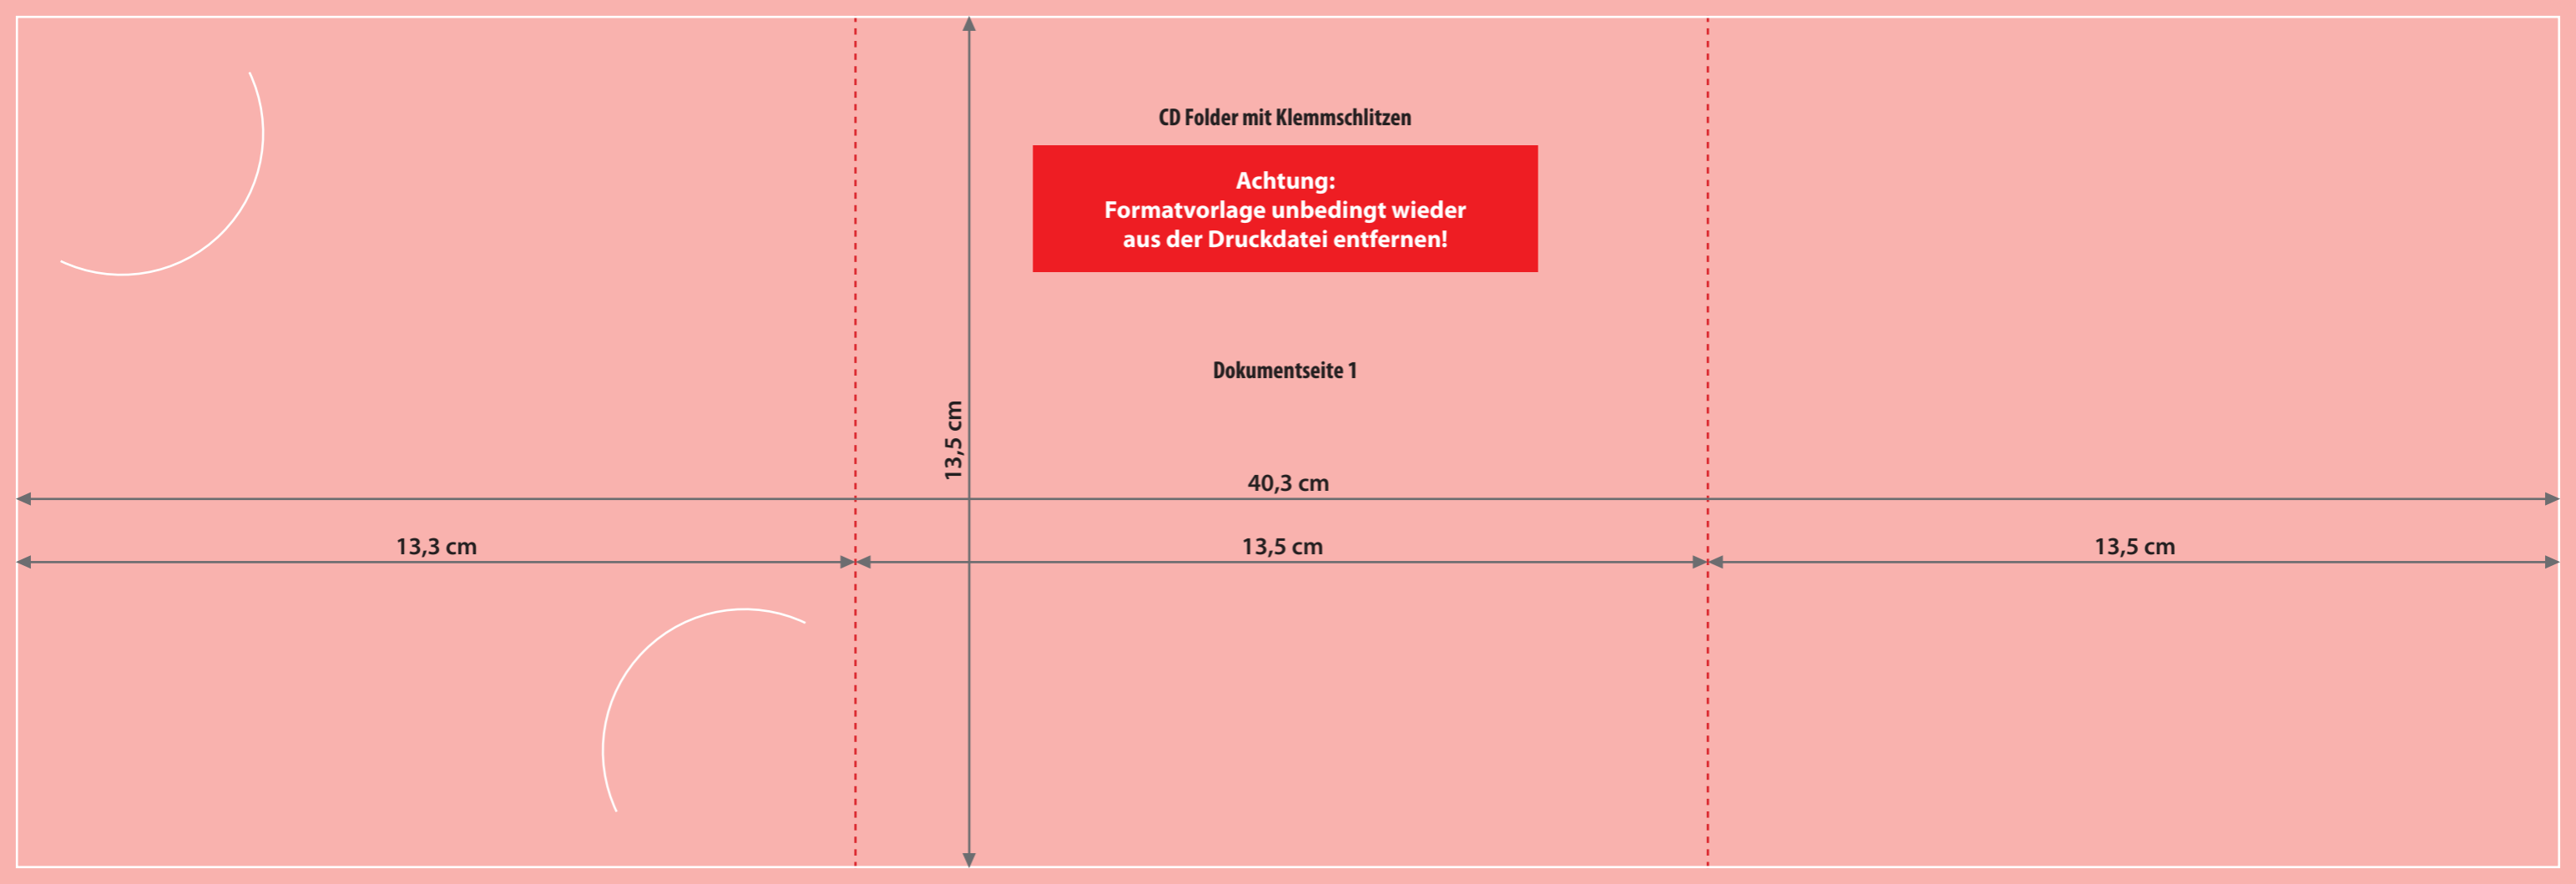 CD Folder mit Klemmschlitzen
Achtung:
Formatvorlage unbedingt wieder
aus der Druckdatei entfernen!
Dokumentseite 1
13,5 cm
40,3 cm
13,3 cm
13,5 cm
13,5 cm